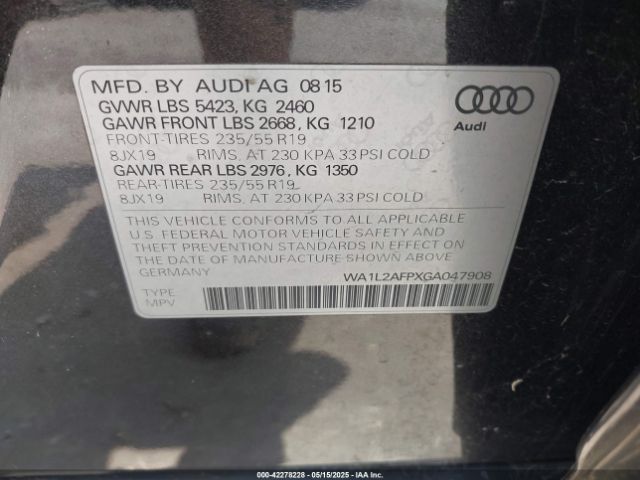 MFD. BY AUDI AG 08 15
GVWR LBS 5423, KG 2460
GAWR FRONT LBS 2668, KG 1210
FRONT-TIRES 235/55 R19
8JX19 RIMS, AT 230 KPA 33 PSI COLD
GAWR REAR LBS 2976, KG 1350
REAR-TIRES 235/55 R19
8JX19 RIMS, AT 230 KPA 33 PSI COLD
Audi
THIS VEHICLE CONFORMS TO ALL APPLICABLE
U.S. FEDERAL MOTOR VEHICLE SAFETY AND
THEFT PREVENTION STANDARDS IN EFFECT ON
THE DATE OF MANUFACTURE SHOWN ABOVE.
GERMANY
WA1L2AFPXGA047908
TYPE
MPV
000-42278228 - 05/15/2025 - IAAI.COM